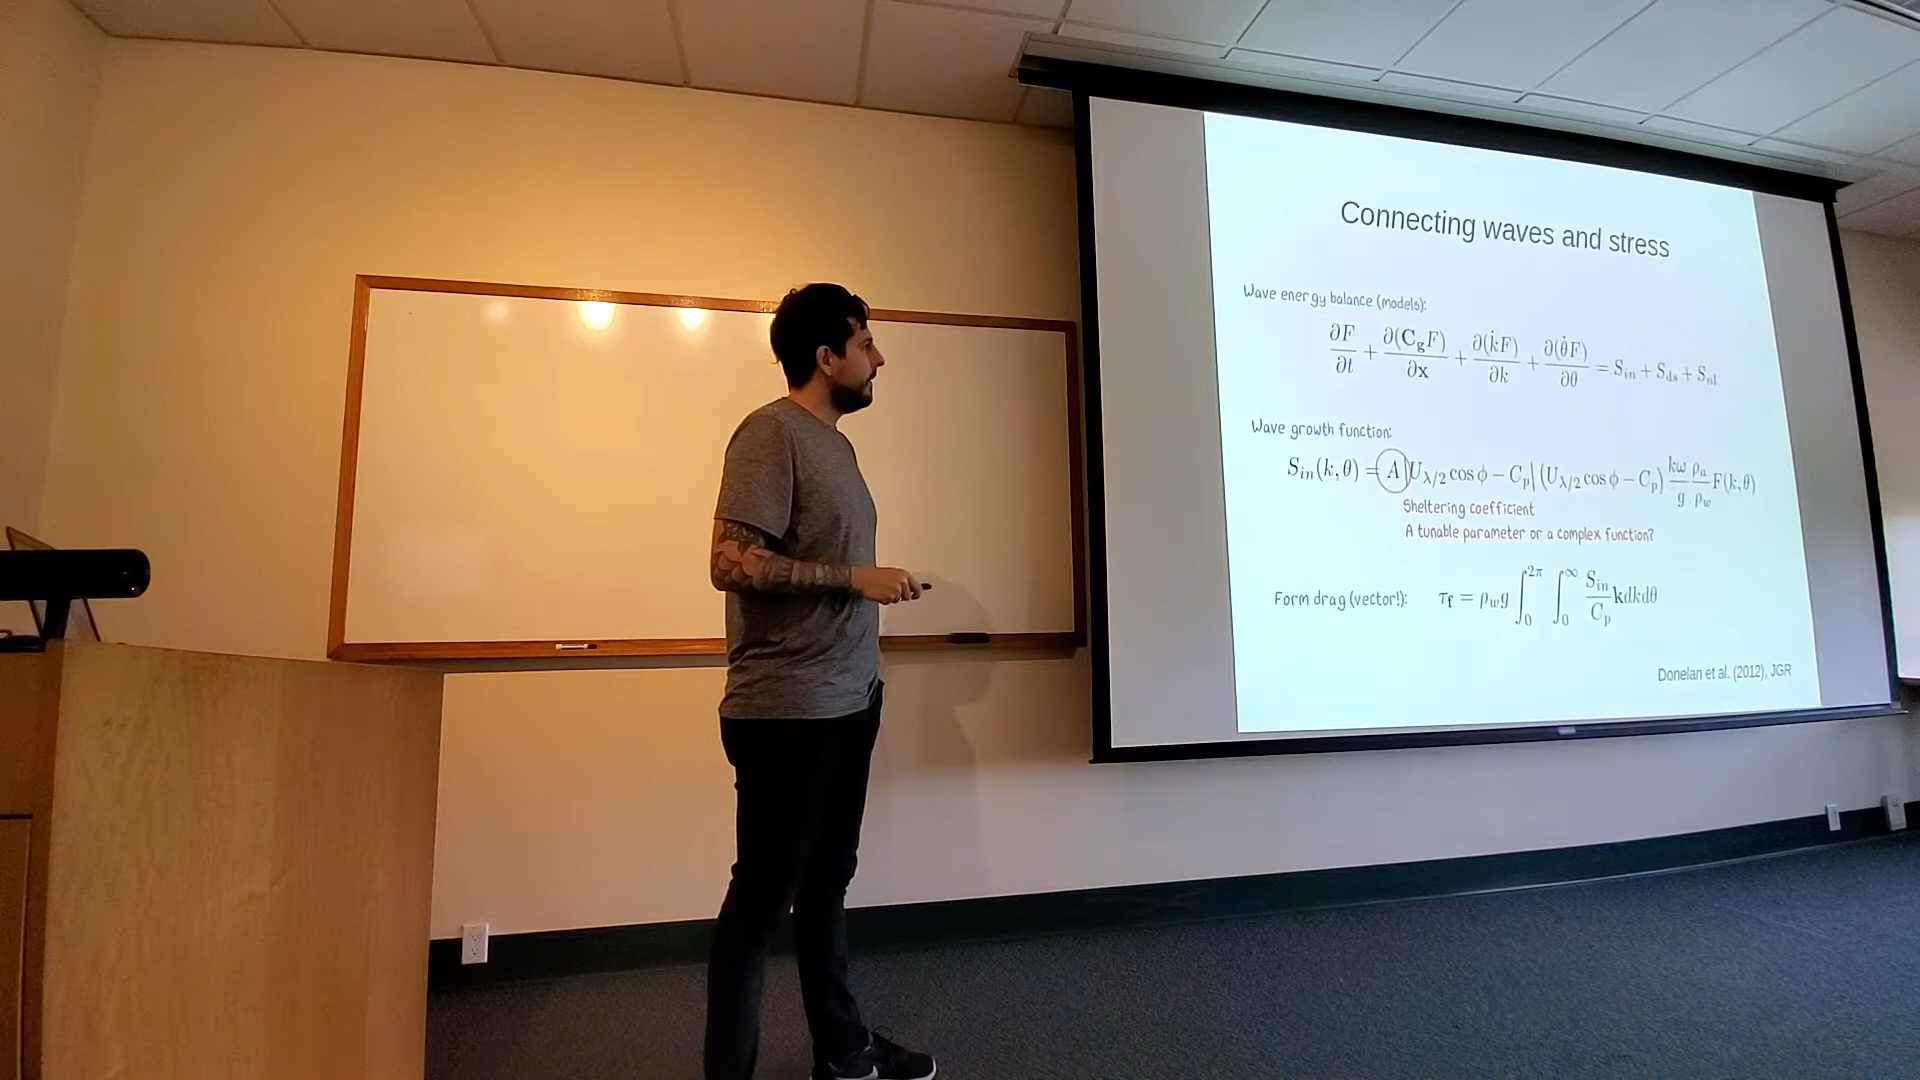 Connecting waves and stress
Wave energy balance (models):
∂F/∂t + ∂(C_g F)/∂x + ∂(k̇F)/∂k + ∂(θ̇F)/∂θ = S_in + S_ds + S_nl
Wave growth function:
S_in(k, θ) = A|U_λ/2 cos ϕ − C_p| (U_λ/2 cos ϕ − C_p) kω/g ρ_a/ρ_w F(k, θ)
Sheltering coefficient
A tunable parameter or a complex function?
Form drag (vector!): τ_f = ρ_w g ∫_0^2π ∫_0^∞ S_in/C_p k dk dθ
Donelan et al. (2012), JGR